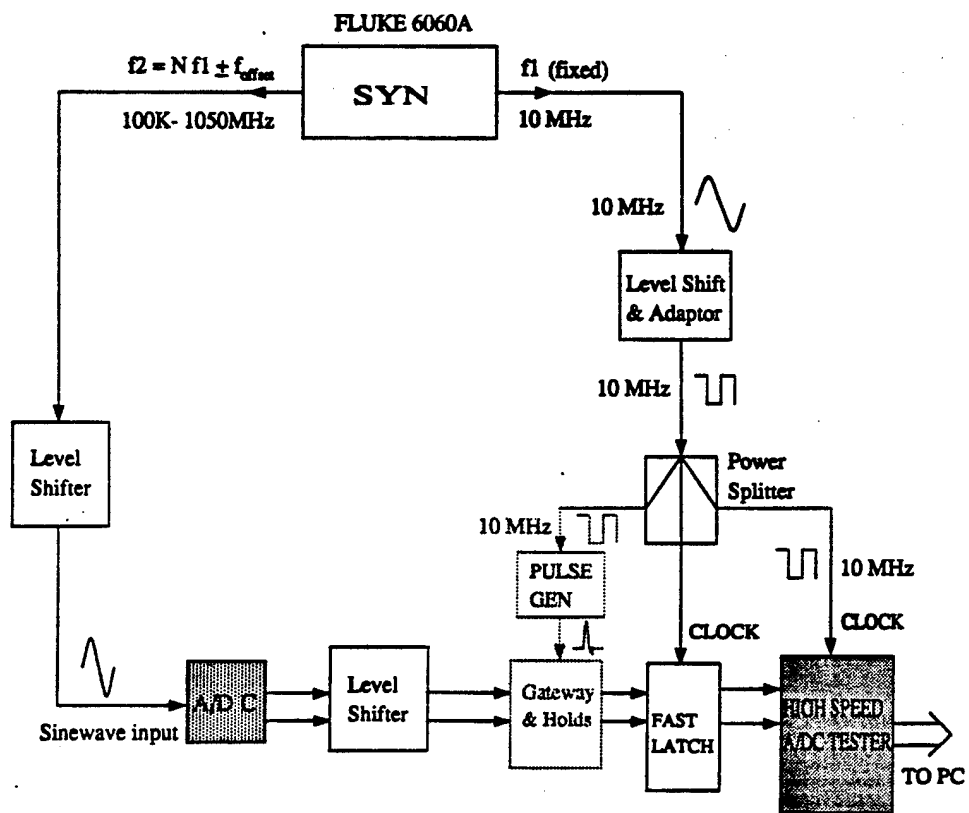 FLUKE 6060A
f2 = N f1 ± foffset
SYN
f1 (fixed)
100K- 1050MHz
10 MHz
10 MHz
Level Shift
& Adaptor
10 MHz
Level
Shifter
Power
Splitter
10 MHz
10 MHz
PULSE
GEN
CLOCK
CLOCK
A/D C
Level
Shifter
Gateway
& Holds
FAST
LATCH
HIGH SPEED
A/DC TESTER
Sinewave input
TO PC